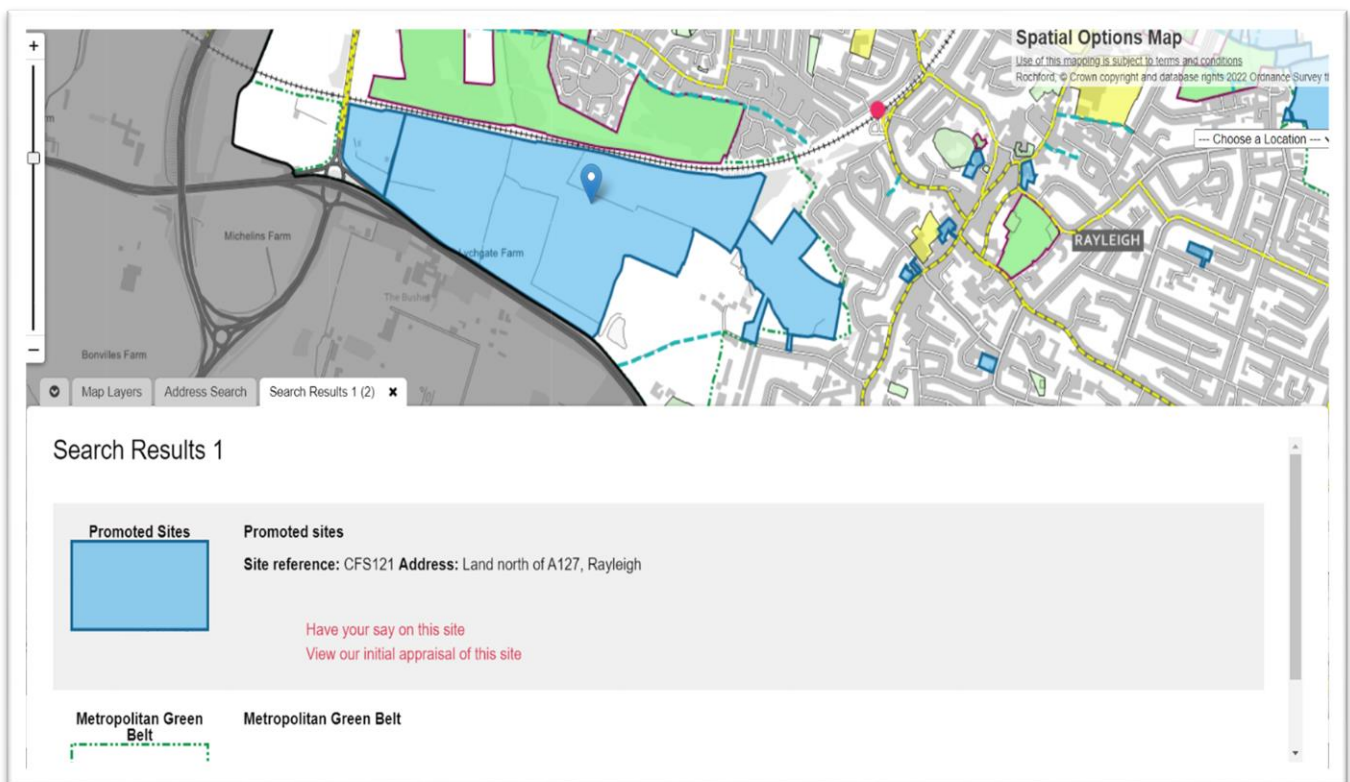 +
Spatial Options Map
Use of this mapping is subject to terms and conditions
Rochford, © Crown copyright and database rights 2022 Ordnance Survey
--- Choose a Location ---
Michelins Farm
ychgate Farm
RAYLEIGH
The Bushes
Bonvilles Farm
−
Map Layers
Address Search
Search Results 1 (2) ×
Search Results 1
Promoted Sites
Promoted sites
Site reference: CFS121 Address: Land north of A127, Rayleigh
Have your say on this site
View our initial appraisal of this site
Metropolitan Green
Belt
Metropolitan Green Belt